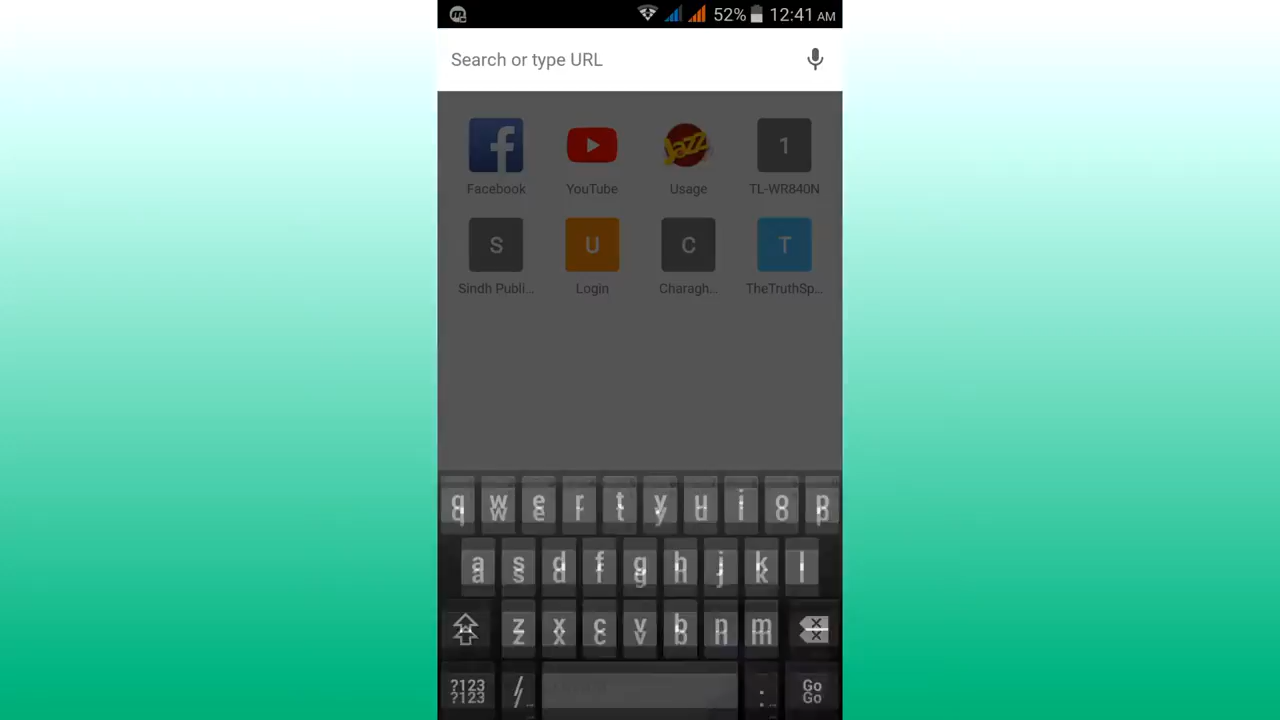 52% 12:41 AM
Search or type URL
f Jazz 1
Facebook YouTube Usage TL-WR840N
S U C T
Sindh Publi... Login Charagh... TheTruthSp...
q w e r t y u i o p
a s d f g h j k l
z x c v b n m
?123 / : Go